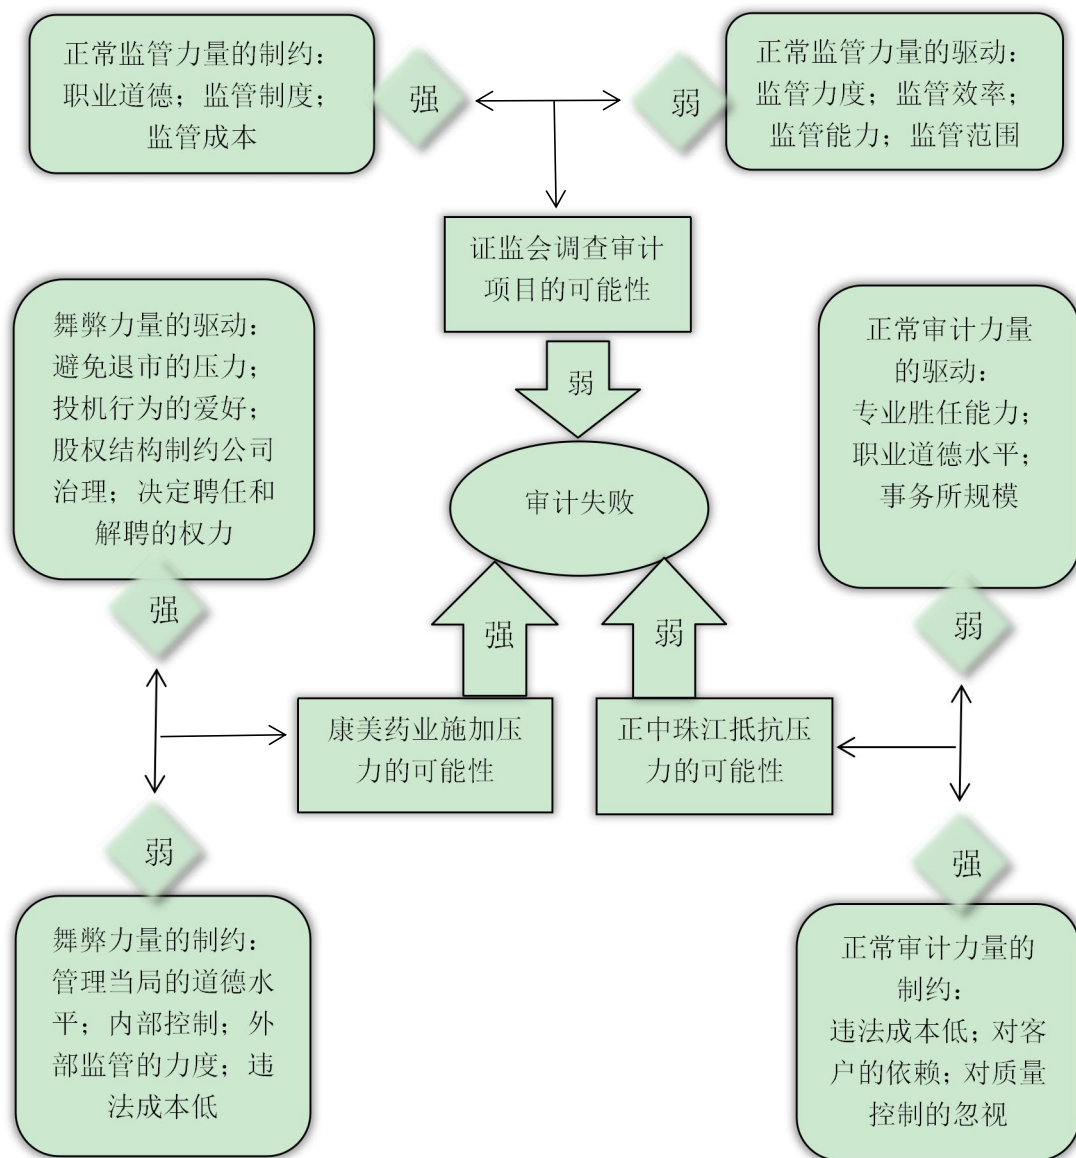 正常监管力量的制约：
职业道德；监管制度；
监管成本
强
弱
正常监管力量的驱动：
监管力度；监管效率；
监管能力；监管范围
证监会调查审计
项目的可能性
弱
舞弊力量的驱动：
避免退市的压力；
投机行为的爱好；
股权结构制约公司
治理；决定聘任和
解聘的权力
强
审计失败
正常审计力量
的驱动：
专业胜任能力；
职业道德水平；
事务所规模
弱
强
弱
康美药业施加压
力的可能性
正中珠江抵抗压
力的可能性
弱
舞弊力量的制约：
管理当局的道德水
平；内部控制；外
部监管的力度；违
法成本低
强
正常审计力量的
制约：
违法成本低；对客
户的依赖；对质量
控制的忽视